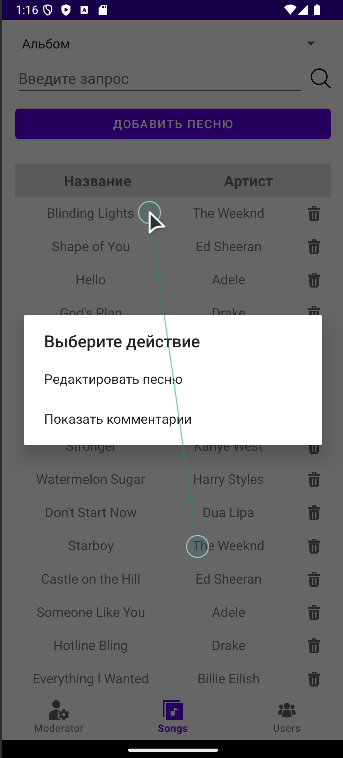 1:16
Альбом
Введите запрос
ДОБАВИТЬ ПЕСНЮ
Название Артист
Blinding Lights The Weeknd
Shape of You Ed Sheeran
Hello Adele
God's Plan Drake
Выберите действие
Редактировать песню
Показать комментарии
Stronger Kanye West
Watermelon Sugar Harry Styles
Don't Start Now Dua Lipa
Starboy The Weeknd
Castle on the Hill Ed Sheeran
Someone Like You Adele
Hotline Bling Drake
Everything I Wanted Billie Eilish
Moderator Songs Users